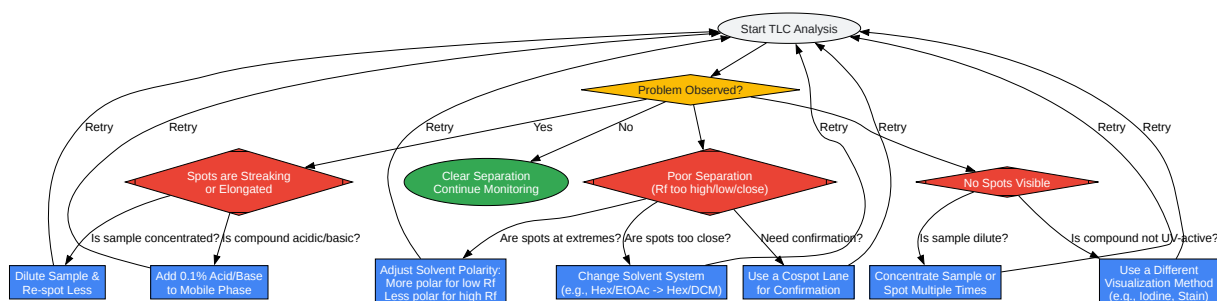 Start TLC Analysis
Problem Observed?
Retry
Retry
Yes
No
Retry
Retry
Retry
Retry
Spots are Streaking
or Elongated
Clear Separation
Continue Monitoring
Poor Separation
(Rf too high/low/close)
No Spots Visible
Is sample concentrated?
Is compound acidic/basic?
Are spots at extremes?
Are spots too close?
Need confirmation?
Is sample dilute?
Is compound not UV-active?
Dilute Sample &
Re-spot Less
Add 0.1% Acid/Base
to Mobile Phase
Adjust Solvent Polarity:
More polar for low Rf
Less polar for high Rf
Change Solvent System
(e.g., Hex/EtOAc -> Hex/DCM)
Use a Cospot Lane
for Confirmation
Concentrate Sample or
Spot Multiple Times
Use a Different
Visualization Method
(e.g., Iodine, Stain)